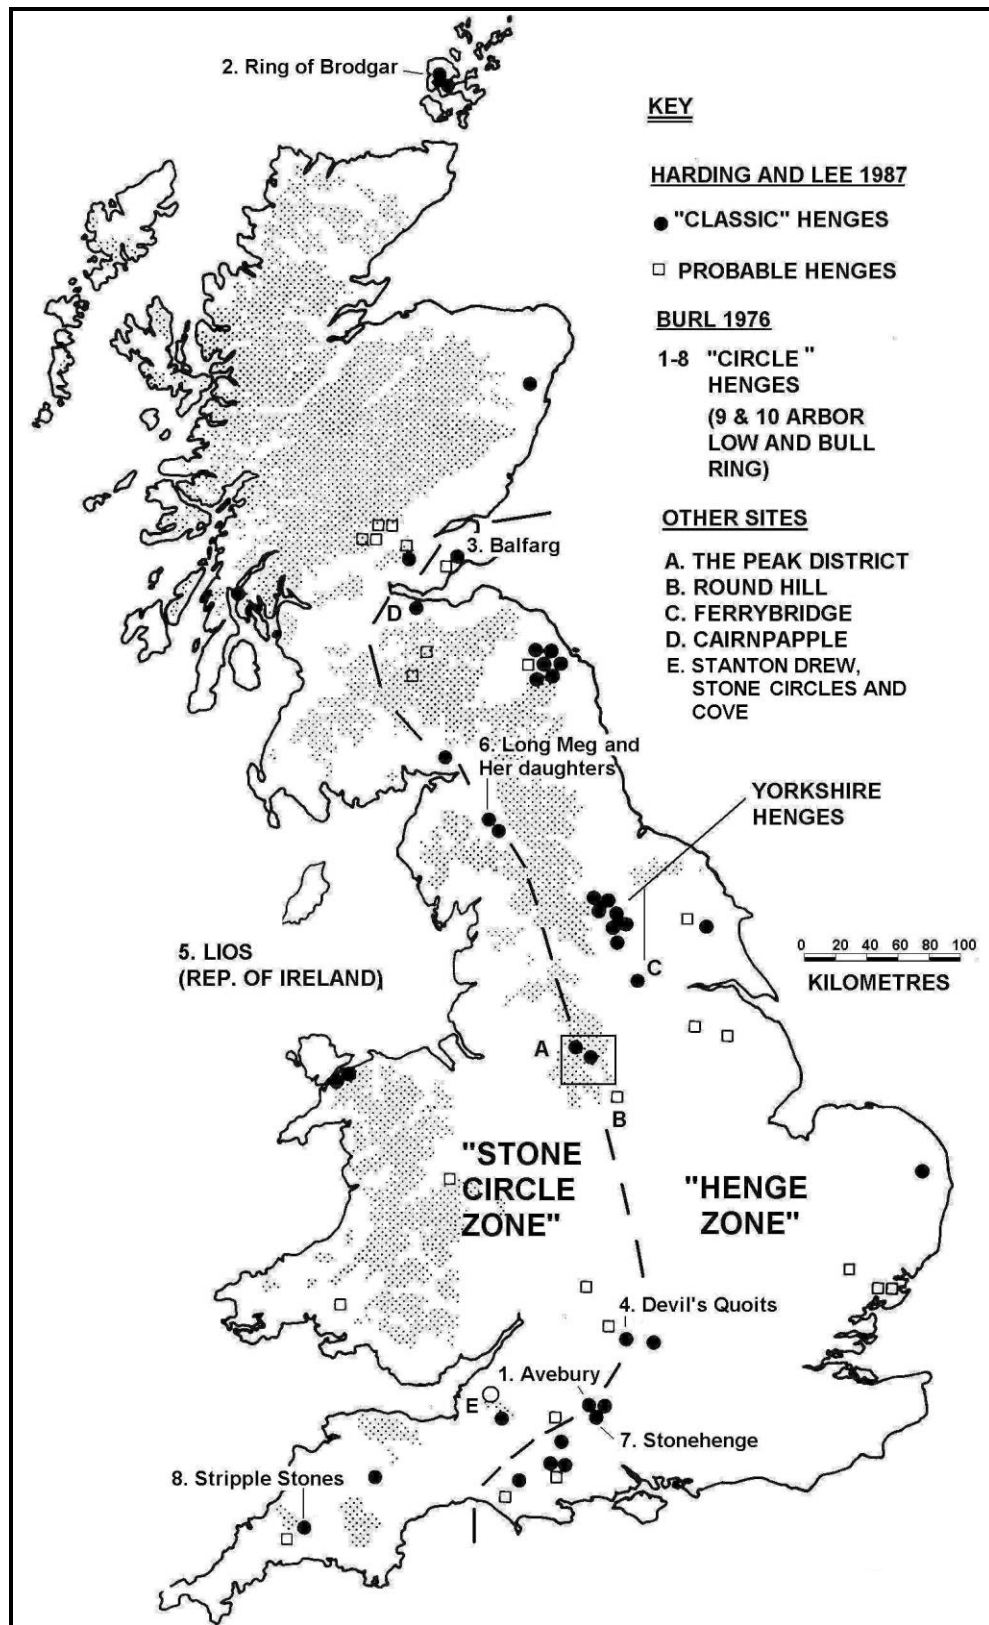 2. Ring of Brodgar
KEY
HARDING AND LEE 1987
"CLASSIC" HENGES
PROBABLE HENGES
BURL 1976
1-8 "CIRCLE "
HENGES
(9 & 10 ARBOR
LOW AND BULL
RING)
OTHER SITES
A. THE PEAK DISTRICT
B. ROUND HILL
C. FERRYBRIDGE
D. CAIRNPAPPLE
E. STANTON DREW,
STONE CIRCLES AND
COVE
3. Balfarg
D
6. Long Meg and
Her daughters
YORKSHIRE
HENGES
5. LIOS
(REP. OF IRELAND)
C
0 20 40 60 80 100
KILOMETRES
A
B
"STONE
CIRCLE
ZONE"
"HENGE
ZONE"
4. Devil's Quoits
1. Avebury
E
7. Stonehenge
8. Stripple Stones